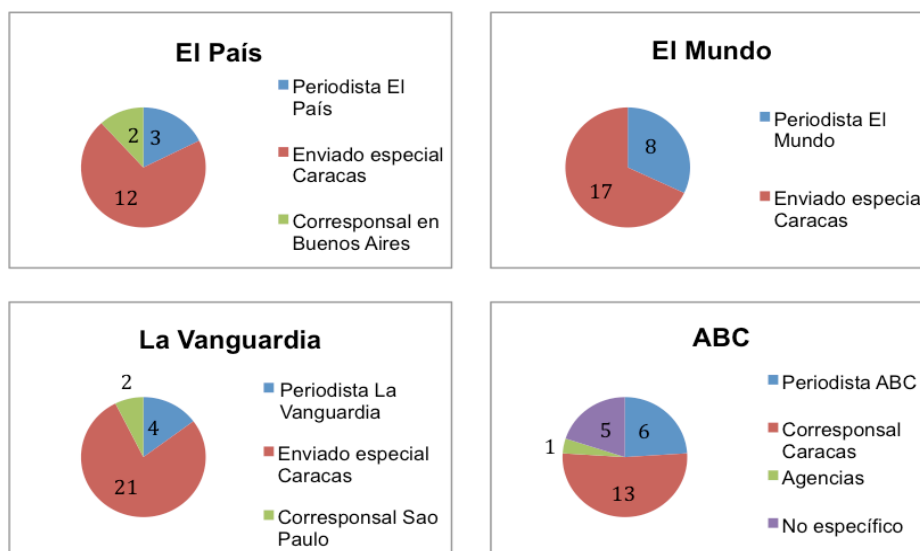 El País
Periodista El
País
Enviado especial
Caracas
Corresponsal en
Buenos Aires
2
3
12
El Mundo
Periodista El
Mundo
Enviado especia
Caracas
8
17
La Vanguardia
Periodista La
Vanguardia
Enviado especial
Caracas
Corresponsal Sao
Paulo
2
4
21
ABC
Periodista ABC
Corresponsal
Caracas
Agencias
No específico
5
6
1
13